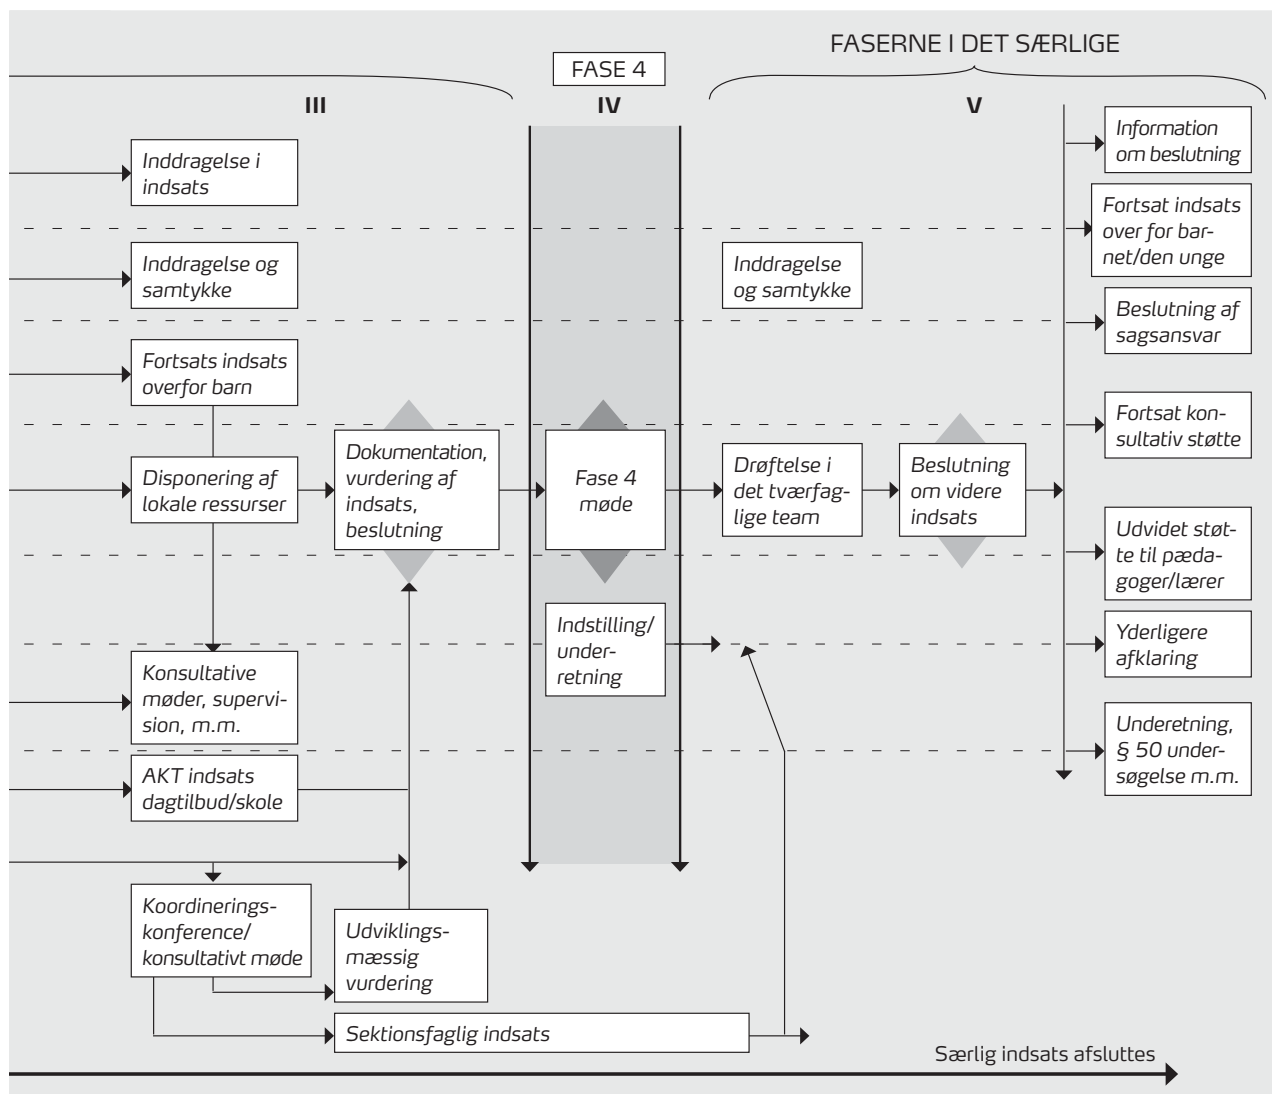 FASERNE I DET SÆRLIGE
FASE 4
III
IV
V
Inddragelse i
indsats
Inddragelse og
samtykke
Fortsats indsats
overfor barn
Disponering af
lokale ressurser
Dokumentation,
vurdering af
indsats,
beslutning
Konsultative
møder, supervi-
sion, m.m.
AKT indsats
dagtilbud/skole
Koordinerings-
konference/
konsultativt møde
Udviklings-
mæssig
vurdering
Sektionsfaglig indsats
Fase 4
møde
Indstilling/
under-
retning
Inddragelse
og samtykke
Drøftelse i
det tværfag-
lige team
Beslutning
om videre
indsats
Information
om beslutning
Fortsat indsats
over for bar-
net/den unge
Beslutning af
sagsansvar
Fortsat kon-
sultativ støtte
Udvidet støt-
te til pæda-
goger/lærer
Yderligere
afklaring
Underetning,
§ 50 under-
søgelse m.m.
Særlig indsats afsluttes